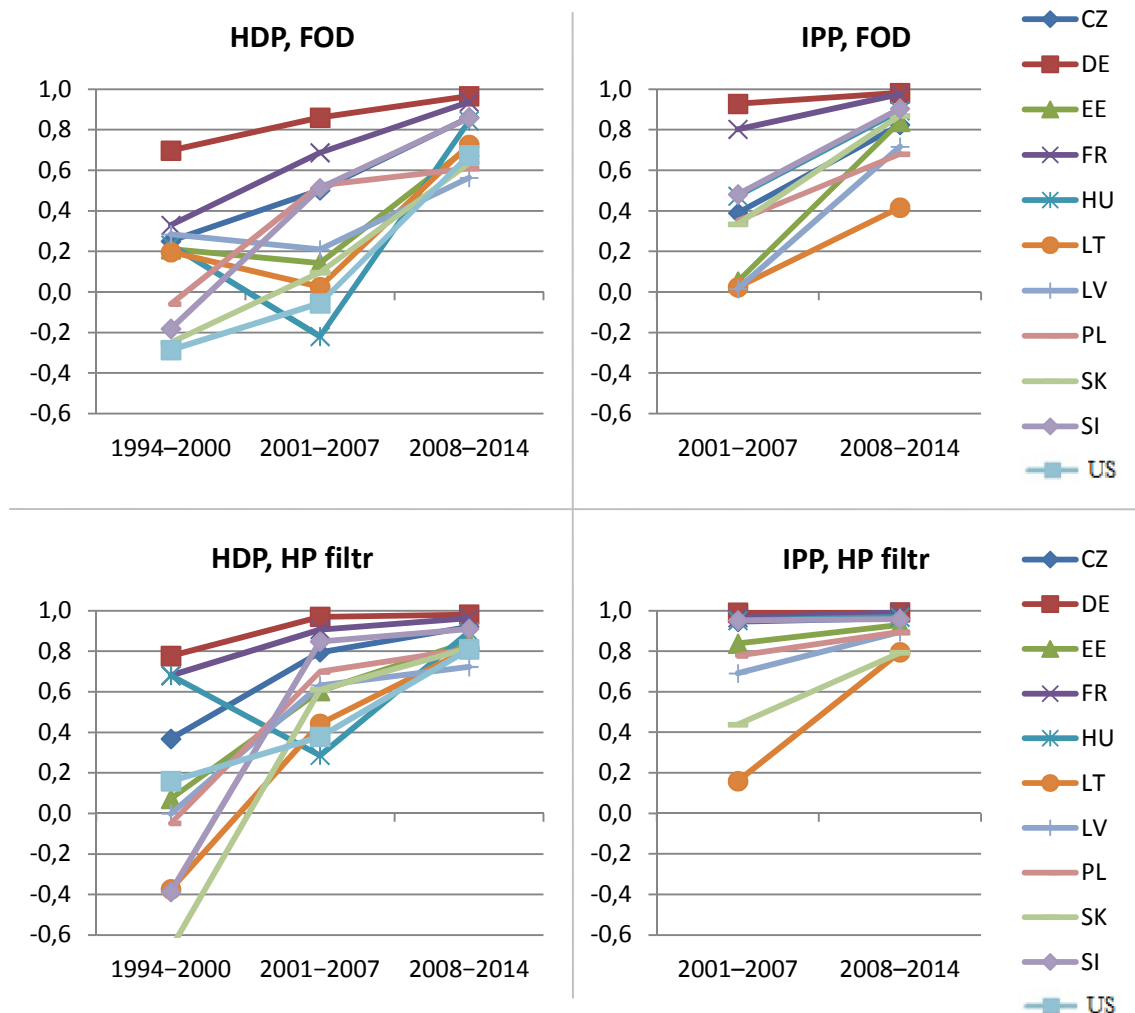 HDP, FOD
1,0
0,8
0,6
0,4
0,2
0,0
-0,2
-0,4
-0,6
1994–2000 2001–2007 2008–2014
IPP, FOD
1,0
0,8
0,6
0,4
0,2
0,0
-0,2
-0,4
-0,6
2001–2007 2008–2014
CZ
DE
EE
FR
HU
LT
LV
PL
SK
SI
US
HDP, HP filtr
1,0
0,8
0,6
0,4
0,2
0,0
-0,2
-0,4
-0,6
1994–2000 2001–2007 2008–2014
IPP, HP filtr
1,0
0,8
0,6
0,4
0,2
0,0
-0,2
-0,4
-0,6
2001–2007 2008–2014
CZ
DE
EE
FR
HU
LT
LV
PL
SK
SI
US